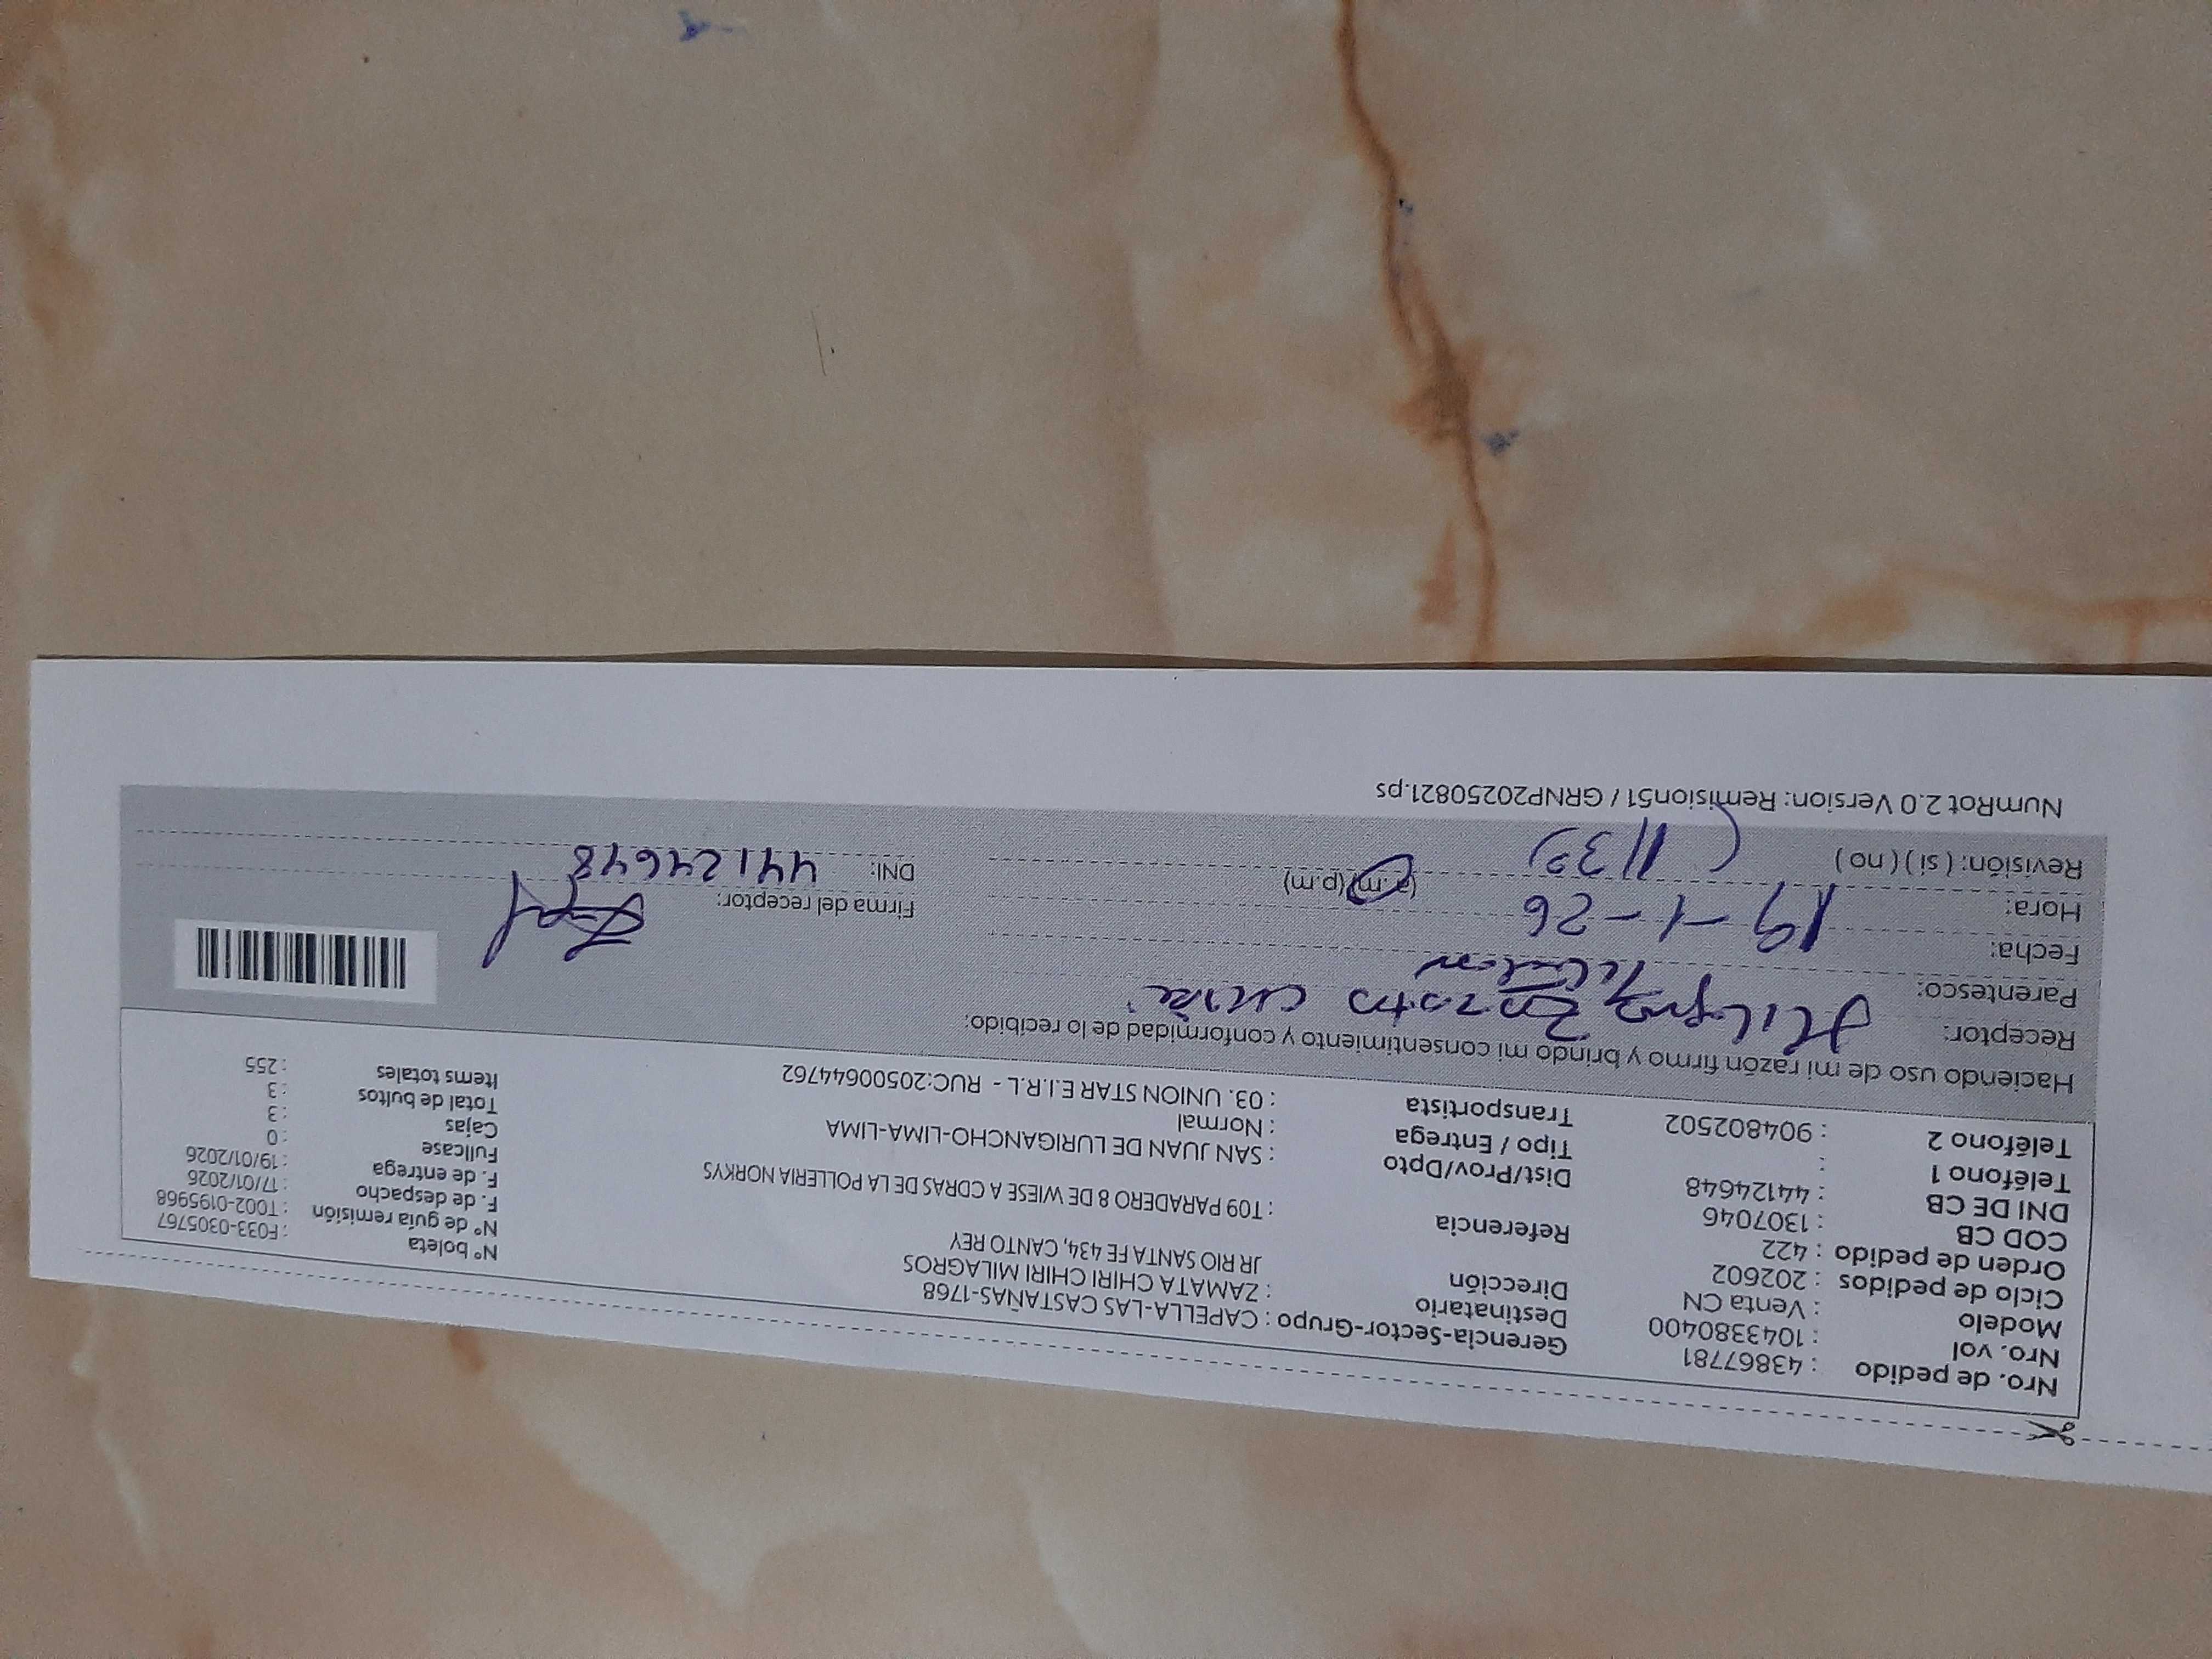 Nro. de pedido : 43867781
Nro. vol : 1043380400
Modelo : Venta CN
Ciclo de pedidos : 202602
Orden de pedido : 422
COD CB : 1307046
DNI DE CB : 44124648
Teléfono 1 :
Teléfono 2 : 904802502
Gerencia-Sector-Grupo : CAPELLA-LAS CASTAÑAS-1768
Destinatario : ZAMATA CHIRI CHIRI MILAGROS
Dirección JR RIO SANTA FE 434, CANTO REY
Referencia : T09 PARADERO 8 DE WIESE A CDRAS DE LA POLLERIA NORKYS
Dist/Prov/Dpto : SAN JUAN DE LURIGANCHO-LIMA-LIMA
Tipo / Entrega : Normal
Transportista : 03. UNION STAR E.I.R.L - RUC:20500644762
N° boleta : F033-0305767
N° de guía remisión : T002-0195968
F. de despacho : 17/01/2026
F. de entrega : 19/01/2026
Fullcase : 0
Cajas : 3
Total de bultos : 3
Items totales : 255
Haciendo uso de mi razón firmo y brindo mi consentimiento y conformidad de lo recibido:
Receptor: Milagros
Parentesco:
Fecha: 19-1-26
Hora: (a.m)(p.m)
Revisión: ( si ) ( no ) (1139)
Firma del receptor:
DNI: 44124648
NumRot 2.0 Version: Remision51 / GRNP20250821.ps